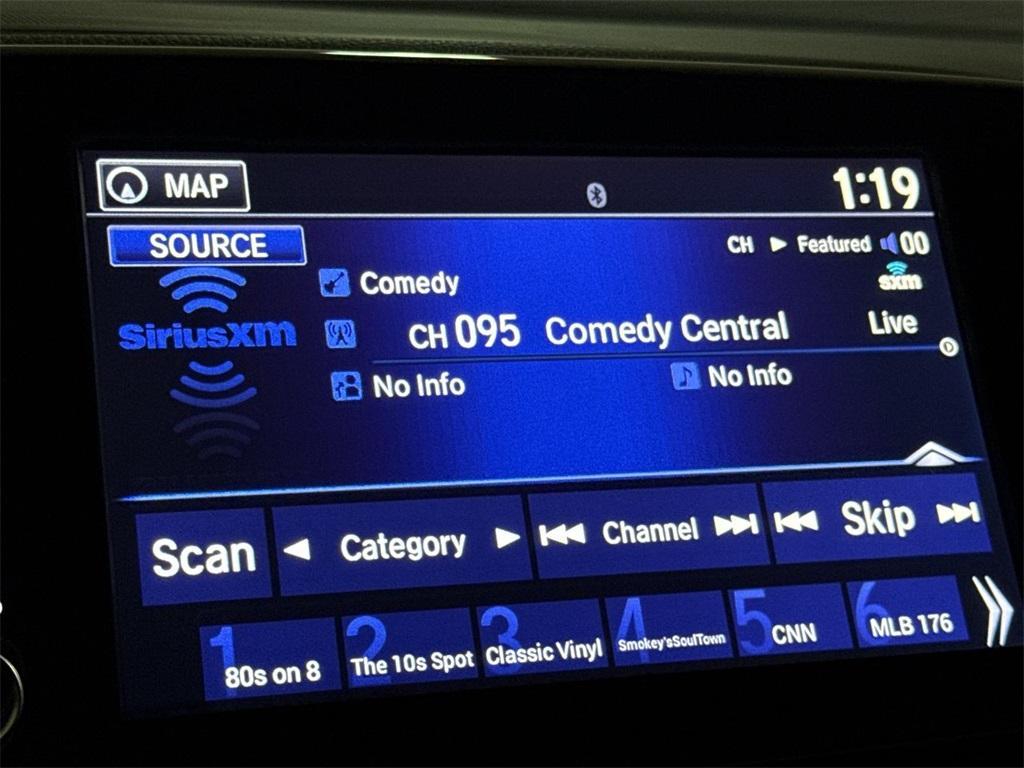 MAP
1:19
SOURCE
CH ▶ Featured 00
sxm
Comedy
SiriusXM
CH 095 Comedy Central Live
No Info No Info
Scan Category Channel Skip
1 80s on 8
2 The 10s Spot
3 Classic Vinyl
4 Smokey'sSoulTown
5 CNN
6 MLB 176